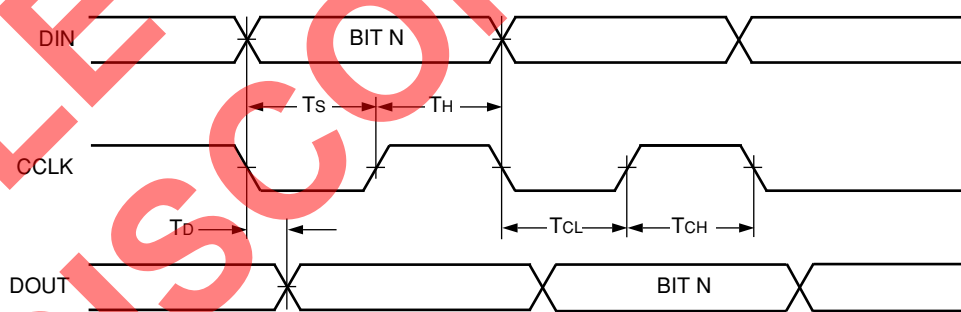 DIN
BIT N
TS
TH
CCLK
TD
TCL
TCH
DOUT
BIT N